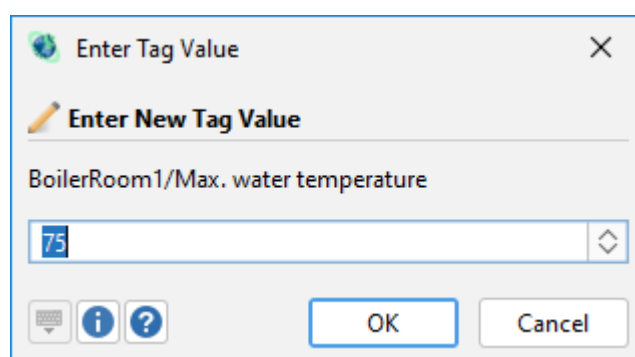 Enter Tag Value
Enter New Tag Value
BoilerRoom1/Max. water temperature
75
OK Cancel